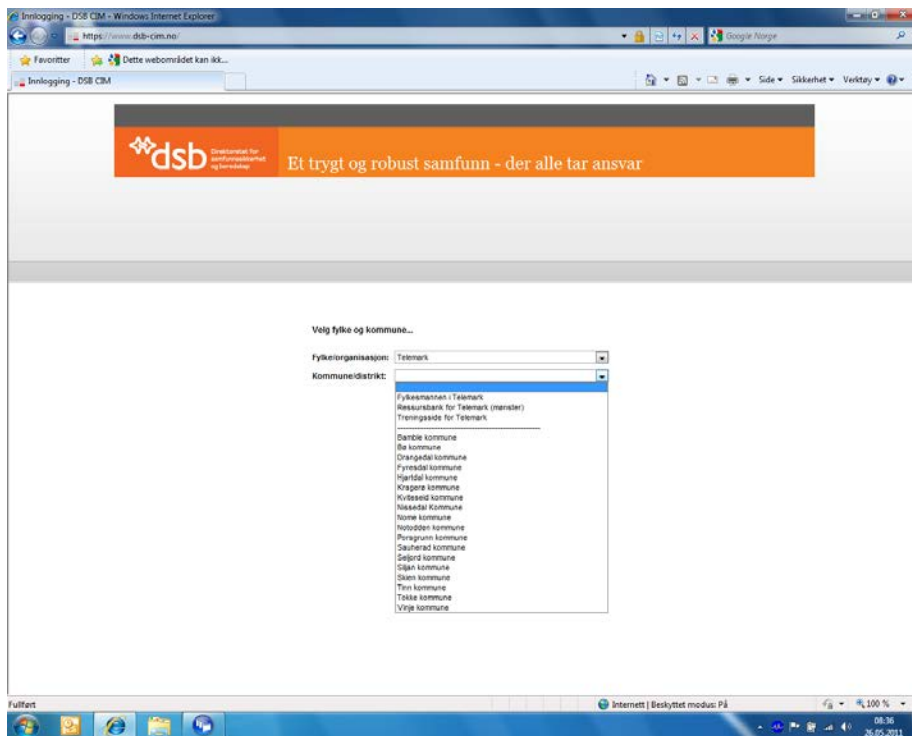 Innlogging - DSB CIM - Windows Internet Explorer
https://www.dsb-cim.no/
Google Norge
Favoritter
Dette webområdet kan ikk...
Innlogging - DSB CIM
Side
Sikkerhet
Verktøy
dsb
Direktoratet for
samfunnssikkerhet
og beredskap
Et trygt og robust samfunn - der alle tar ansvar
Velg fylke og kommune...
Fylke/organisasjon: Telemark
Kommune/distrikt:
Fylkesmannen i Telemark
Ressursbank for Telemark (mønster)
Treningsside for Telemark
Bamble kommune
Bø kommune
Drangedal kommune
Fyresdal kommune
Hjartdal kommune
Kragerø kommune
Kviteseid kommune
Nissedal Kommune
Nome kommune
Notodden kommune
Porsgrunn kommune
Sauherad kommune
Seljord kommune
Siljan kommune
Skien kommune
Tinn kommune
Tokke kommune
Vinje kommune
Fullført
Internett | Beskyttet modus: På
100 %
08:36
26.05.2011